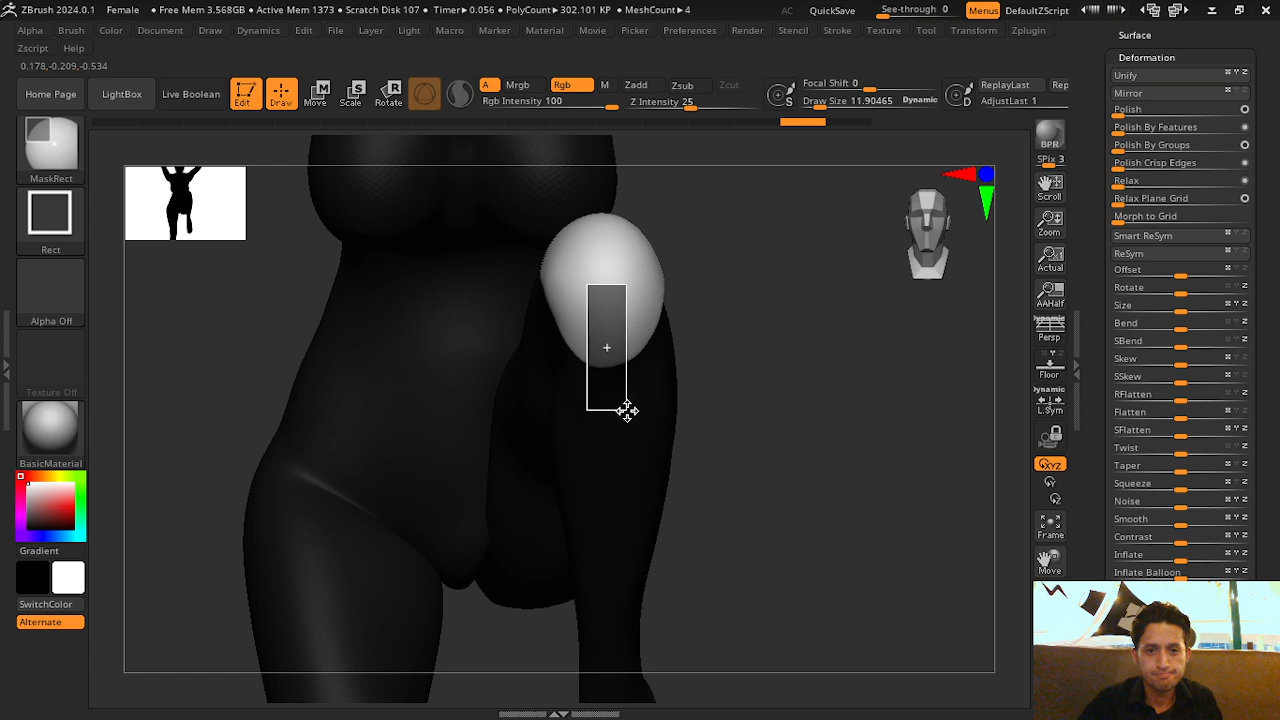 ZBrush 2024.0.1 Female • Free Mem 3.568GB • Active Mem 1373 • Scratch Disk 107 • Timer▸0.056 • PolyCount▸302.101 KP • MeshCount▸4 AC QuickSave See-through 0 Menus DefaultZScript
Alpha Brush Color Document Draw Dynamics Edit File Layer Light Macro Marker Material Movie Picker Preferences Render Stencil Stroke Texture Tool Transform Zplugin
Zscript Help
0.178,-0.209,-0.534
Home Page
LightBox
Live Boolean
Edit
Draw
Move
Scale
Rotate
A Mrgb Rgb M Zadd Zsub Zcut
Rgb Intensity 100 Z Intensity 25
S
Focal Shift 0
Draw Size 11.90465 Dynamic
D
ReplayLast Rep
AdjustLast 1
MaskRect
Rect
Alpha Off
Texture Off
BasicMaterial
Gradient
SwitchColor
Alternate
BPR
SPix 3
Scroll
Zoom
Actual
AAHalf
Dynamic
Persp
Floor
Dynamic
L.Sym
XYZ
Y
Z
Frame
Move
Surface
Deformation
Unify
Mirror
Polish
Polish By Features
Polish By Groups
Polish Crisp Edges
Relax
Relax Plane Grid
Morph to Grid
Smart ReSym
ReSym
Offset
Rotate
Size
Bend
SBend
Skew
SSkew
RFlatten
Flatten
SFlatten
Twist
Taper
Squeeze
Noise
Smooth
Contrast
Inflate
Inflate Balloon